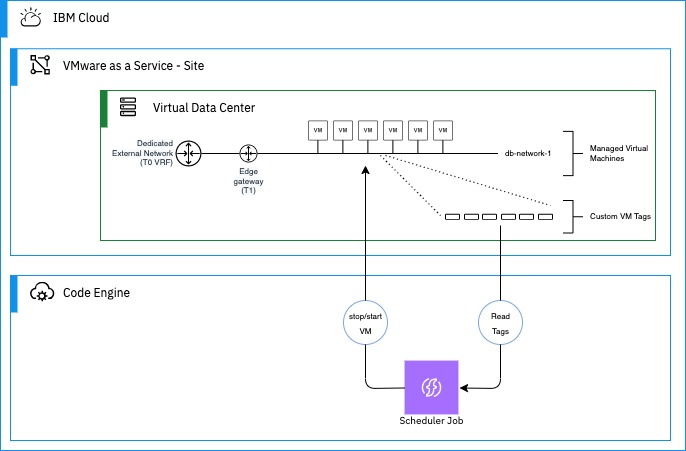 IBM Cloud
VMware as a Service - Site
Virtual Data Center
VM VM VM VM VM VM
Dedicated
External Network
(T0 VRF)
Edge
gateway
(T1)
db-network-1
Managed Virtual
Machines
Custom VM Tags
Code Engine
stop/start
VM
Read
Tags
Scheduler Job